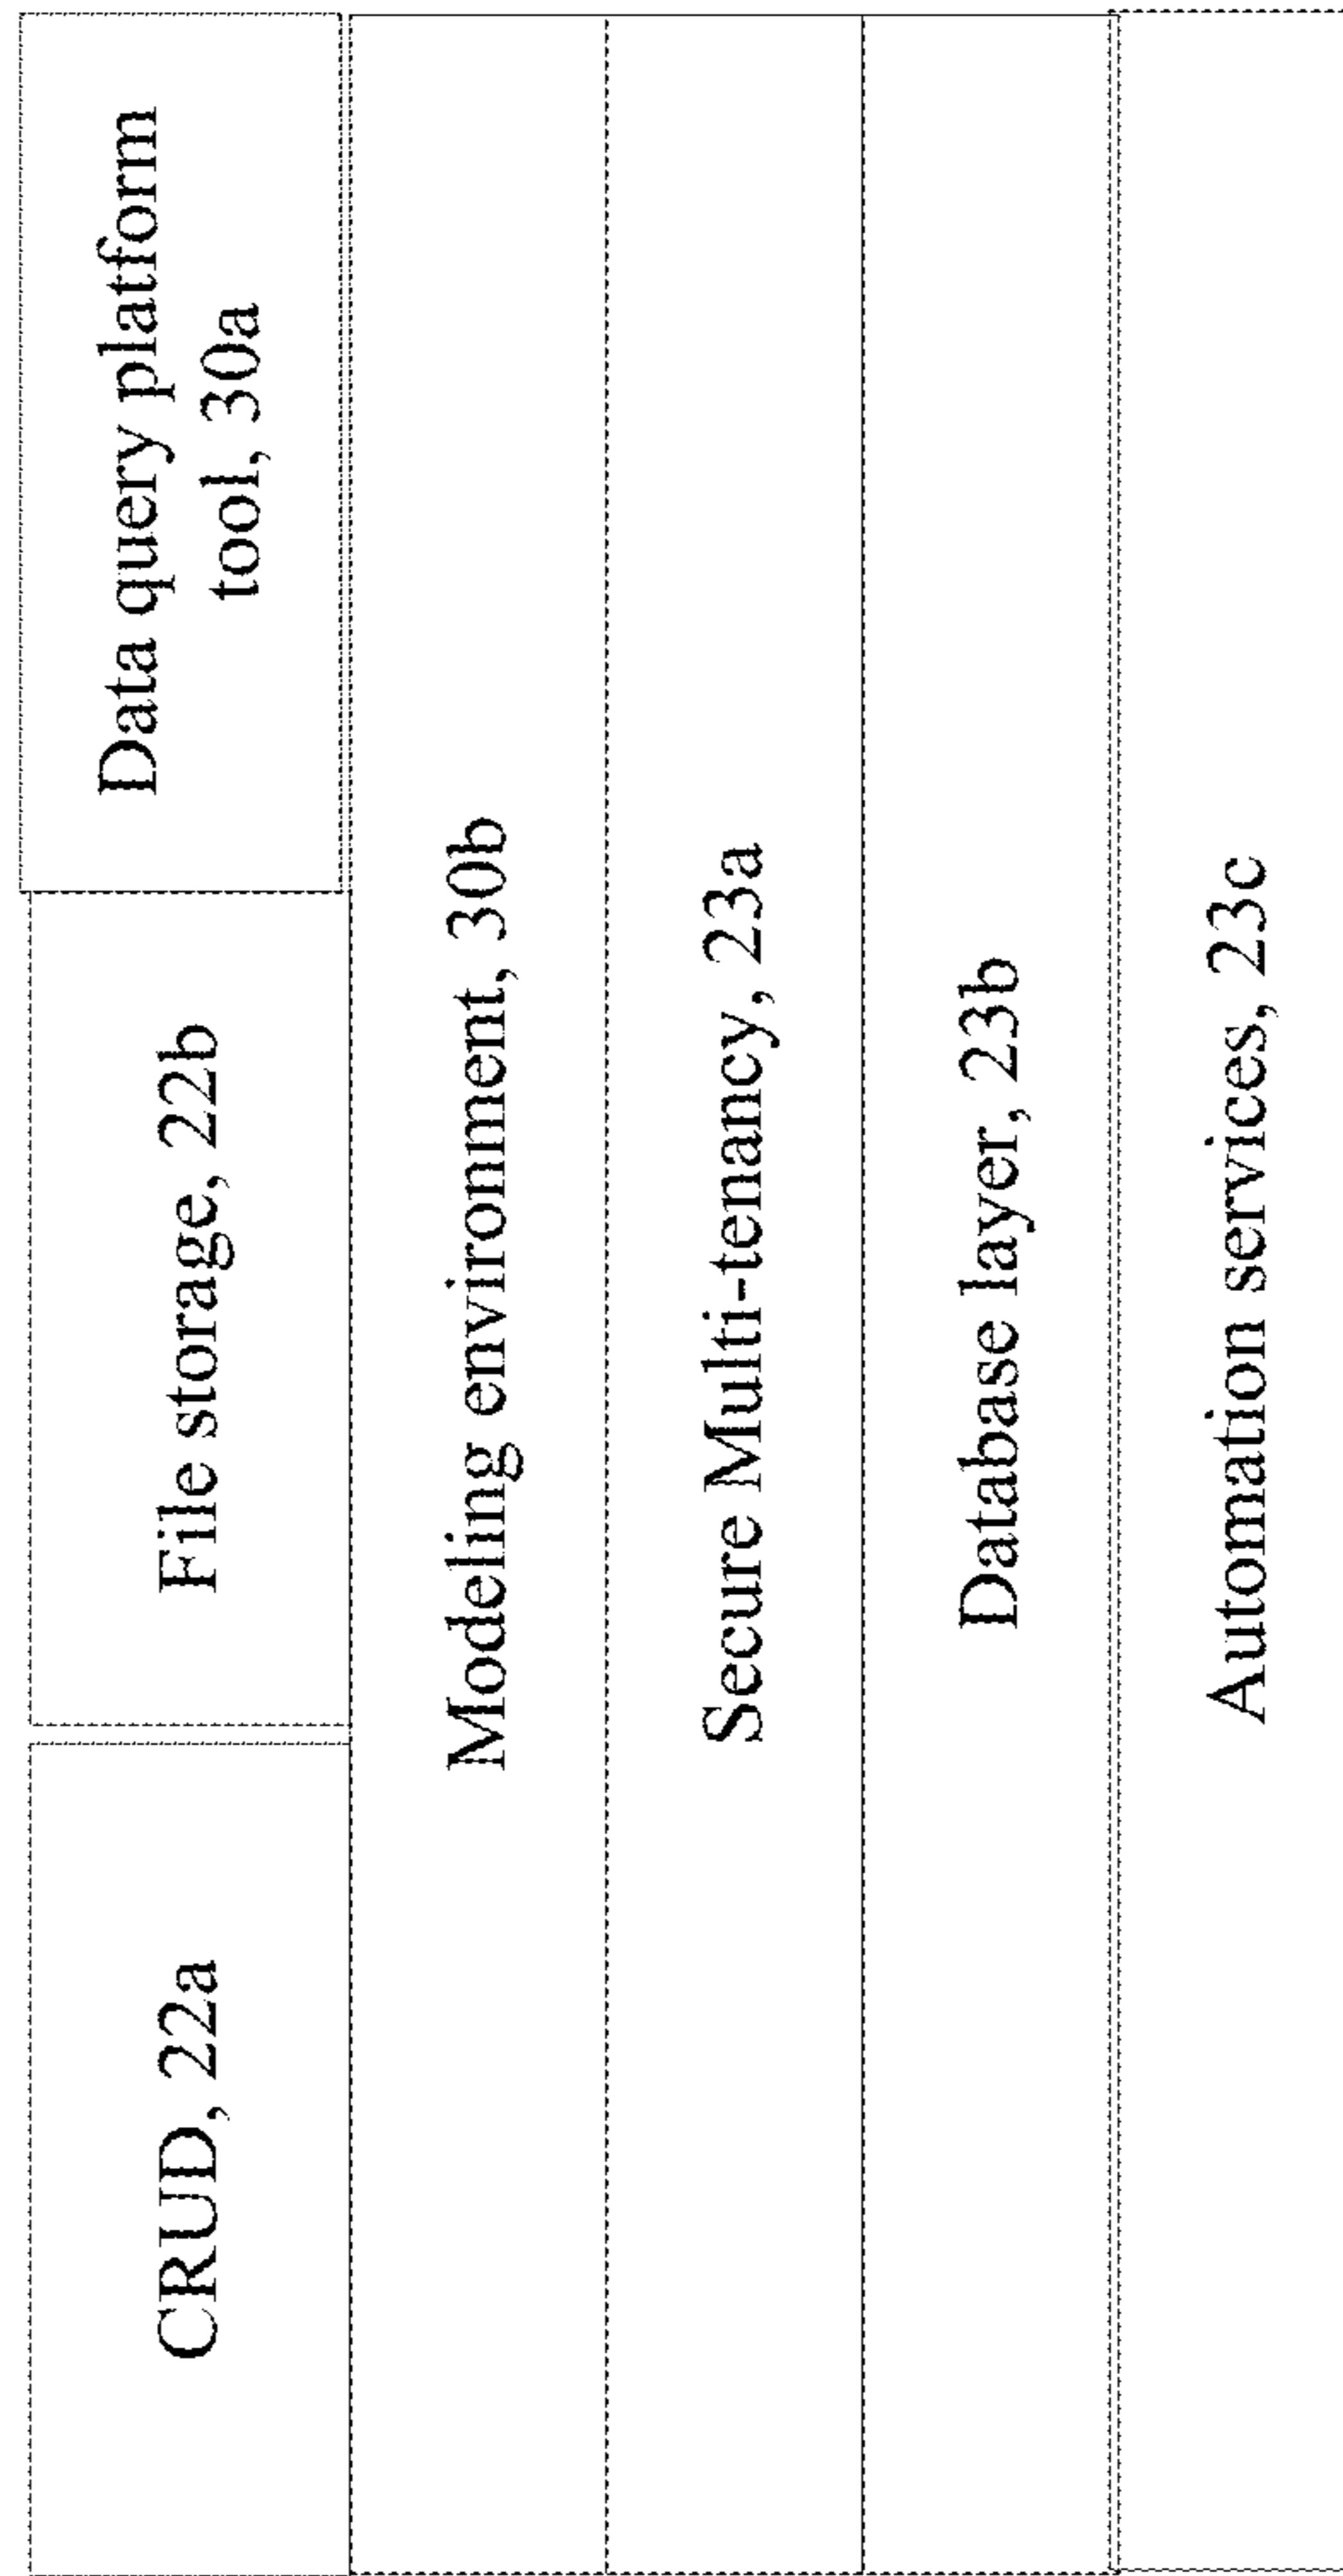 CRUD, 22a
File storage, 22b
Data query platform
tool, 30a
Modeling environment, 30b
Secure Multi-tenancy, 23a
Database layer, 23b
Automation services, 23c